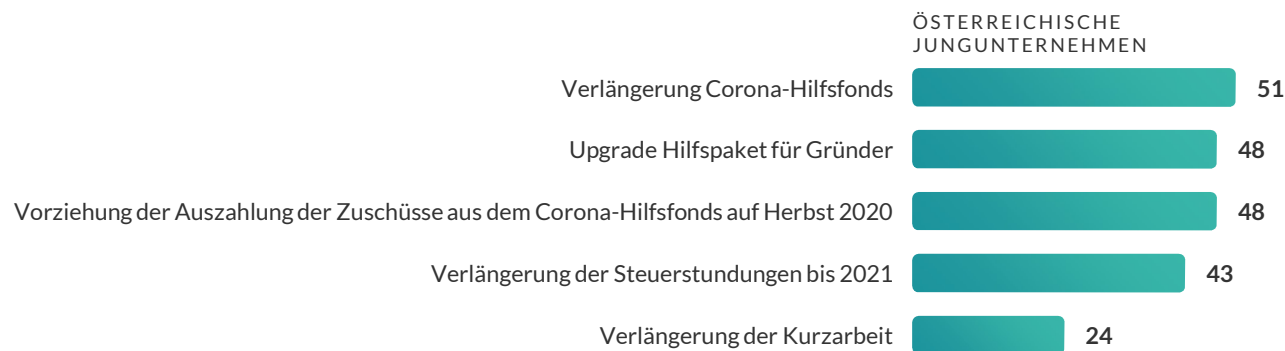 ÖSTERREICHISCHE
JUNGUNTERNEHMEN
Verlängerung Corona-Hilfsfonds 51
Upgrade Hilfspaket für Gründer 48
Vorziehung der Auszahlung der Zuschüsse aus dem Corona-Hilfsfonds auf Herbst 2020 48
Verlängerung der Steuerstundungen bis 2021 43
Verlängerung der Kurzarbeit 24